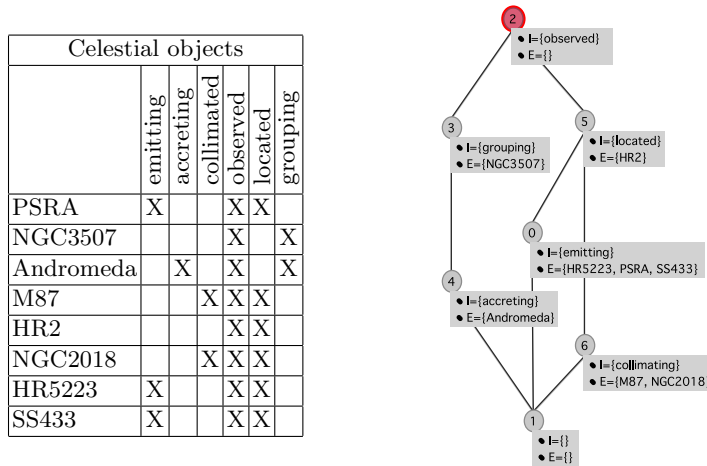 Celestial objects
emitting accreting collimated observed located grouping
PSRA X X X
NGC3507 X X
Andromeda X X X
M87 X X X
HR2 X X
NGC2018 X X X
HR5223 X X X
SS433 X X X
2
• I={observed}
• E={}
3
• I={grouping}
• E={NGC3507}
5
• I={located}
• E={HR2}
0
• I={emitting}
• E={HR5223, PSRA, SS433}
4
• I={accreting}
• E={Andromeda}
6
• I={collimating}
• E={M87, NGC2018}
1
• I={}
• E={}